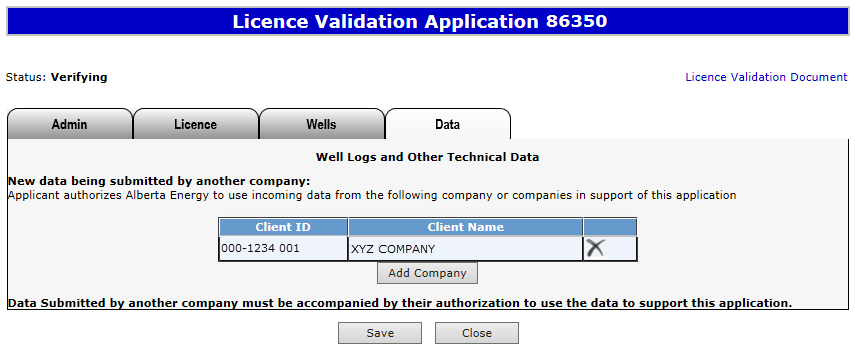 Licence Validation Application 86350
Status: Verifying
Licence Validation Document
Admin
Licence
Wells
Data
Well Logs and Other Technical Data
New data being submitted by another company:
Applicant authorizes Alberta Energy to use incoming data from the following company or companies in support of this application
Client ID Client Name
000-1234 001 XYZ COMPANY
Add Company
Data Submitted by another company must be accompanied by their authorization to use the data to support this application.
Save Close